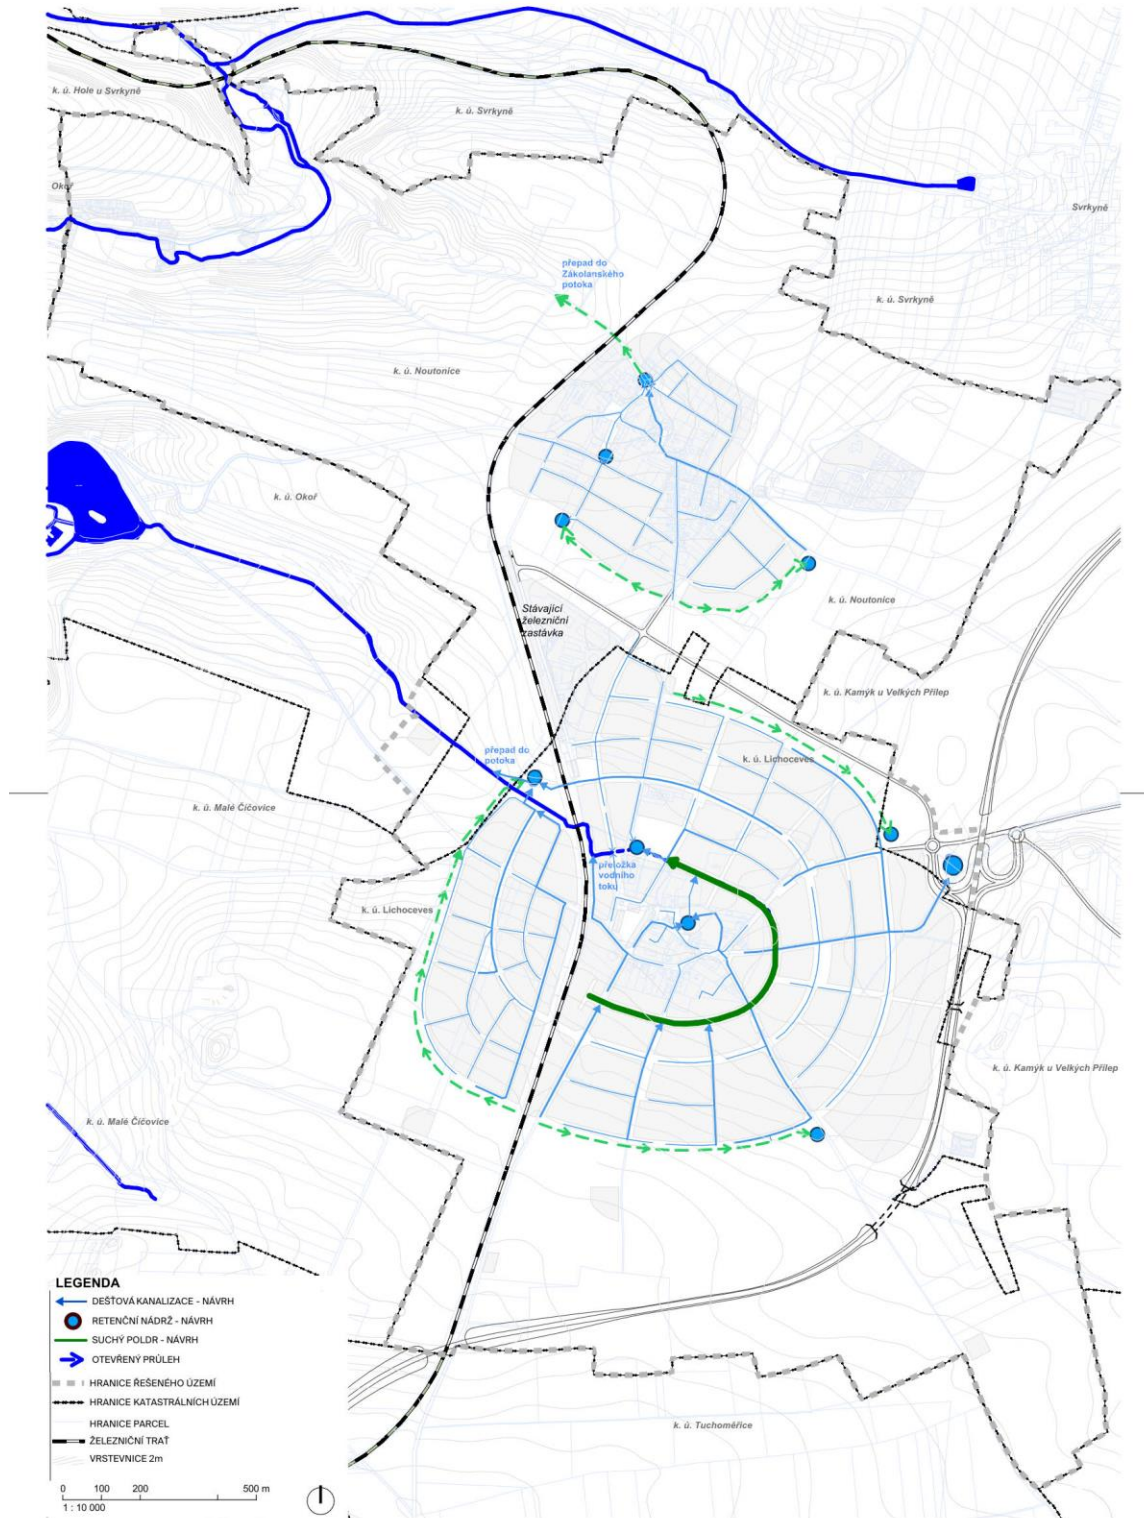 k. ú. Hole u Svrkyně
k. ú. Svrkyně
Okoř
Svrkyně
přepad do
Zákolanského
potoka
k. ú. Svrkyně
k. ú. Noutonice
k. ú. Okoř
Stávající
železniční
zastávka
k. ú. Noutonice
k. ú. Kamýk u Velkých Přílep
přepad do
potoka
k. ú. Lichoceves
k. ú. Malé Číčovice
přeložka
vodního
toku
k. ú. Lichoceves
k. ú. Kamýk u Velkých Přílep
k. ú. Malé Číčovice
LEGENDA
DEŠŤOVÁ KANALIZACE - NÁVRH
RETENČNÍ NÁDRŽ - NÁVRH
SUCHÝ POLDR - NÁVRH
OTEVŘENÝ PRŮLEH
HRANICE ŘEŠENÉHO ÚZEMÍ
HRANICE KATASTRÁLNÍCH ÚZEMÍ
HRANICE PARCEL
ŽELEZNIČNÍ TRAŤ
VRSTEVNICE 2m
0 100 200 500 m
1 : 10 000
k. ú. Tuchoměřice